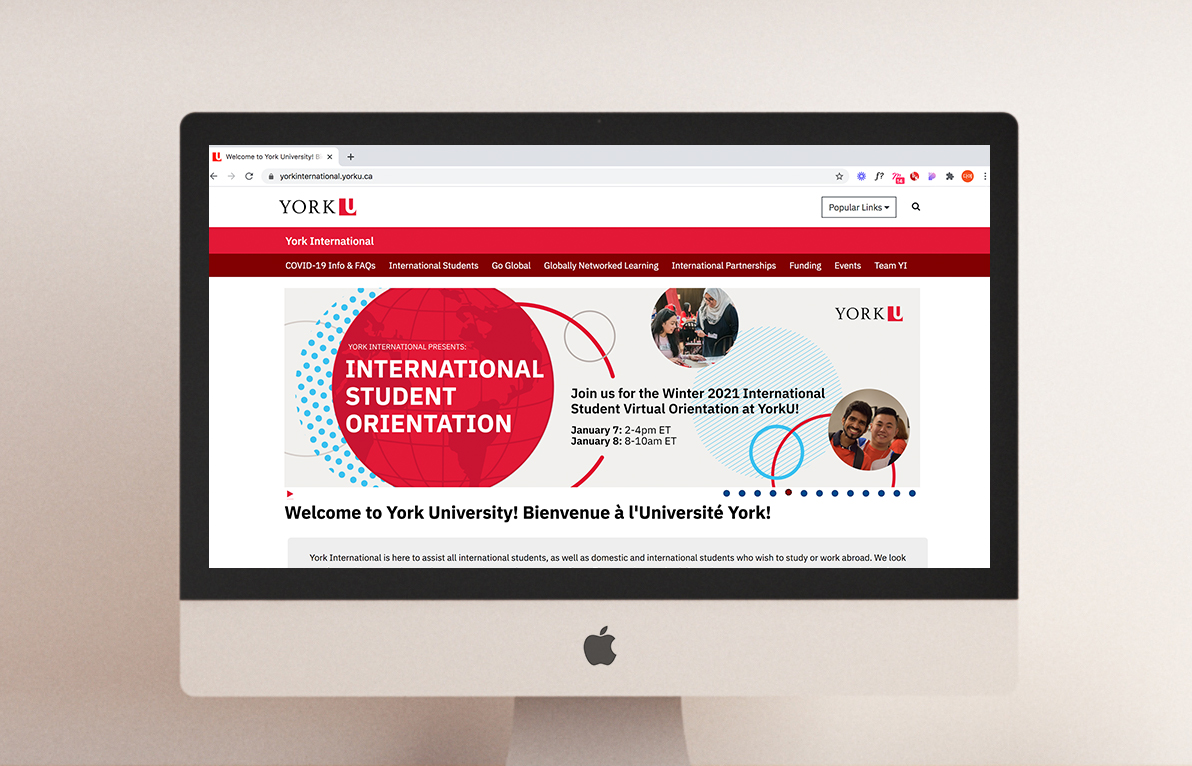 Welcome to York University! Bi
yorkinternational.yorku.ca
f?
YORK U
Popular Links
York International
COVID-19 Info & FAQs International Students Go Global Globally Networked Learning International Partnerships Funding Events Team YI
YORK INTERNATIONAL PRESENTS:
INTERNATIONAL
STUDENT
ORIENTATION
YORK U
Join us for the Winter 2021 International
Student Virtual Orientation at YorkU!
January 7: 2-4pm ET
January 8: 8-10am ET
Welcome to York University! Bienvenue à l'Université York!
York International is here to assist all international students, as well as domestic and international students who wish to study or work abroad. We look